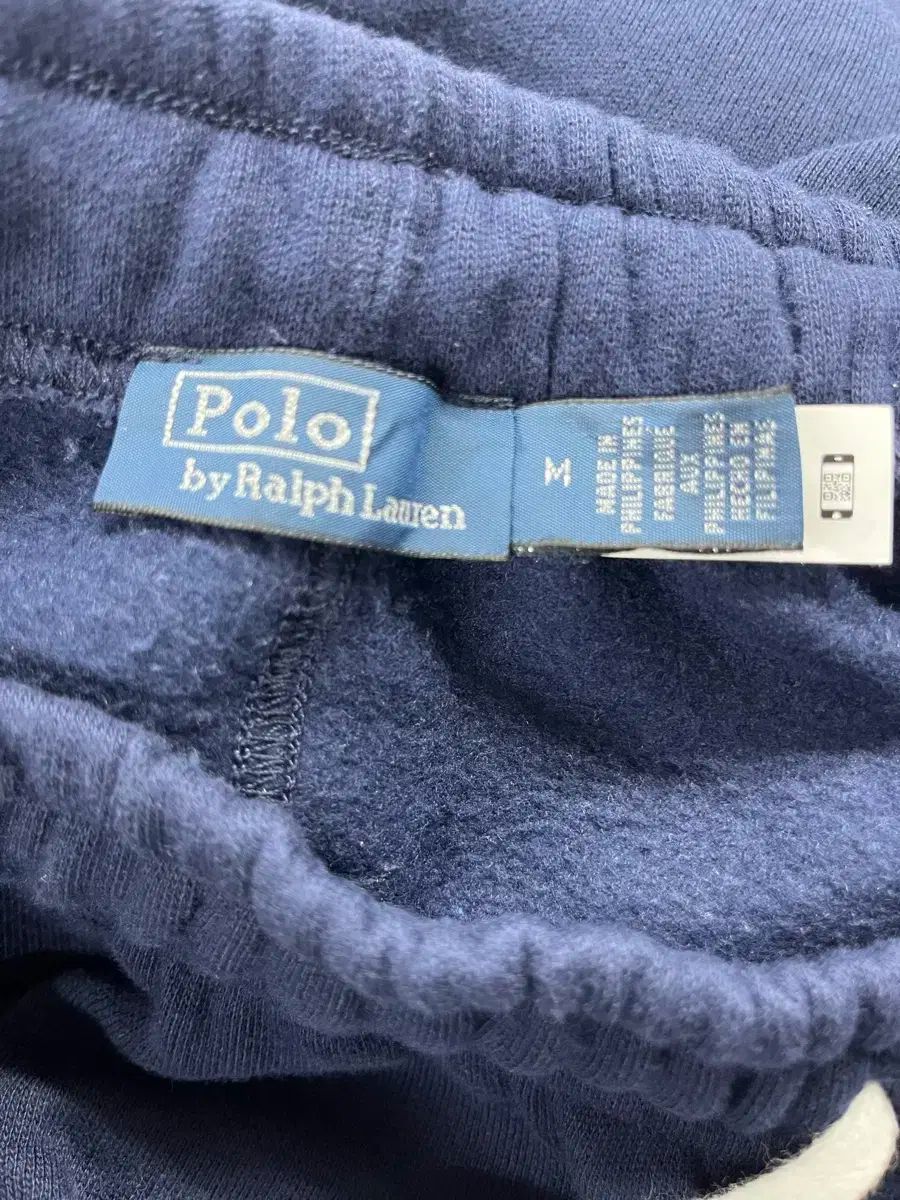 Polo
by Ralph Lauren
M
MADE IN
PHILIPPINES
FABRIQUÉ
AUX
PHILIPPINES
HECHO EN
FILIPINAS